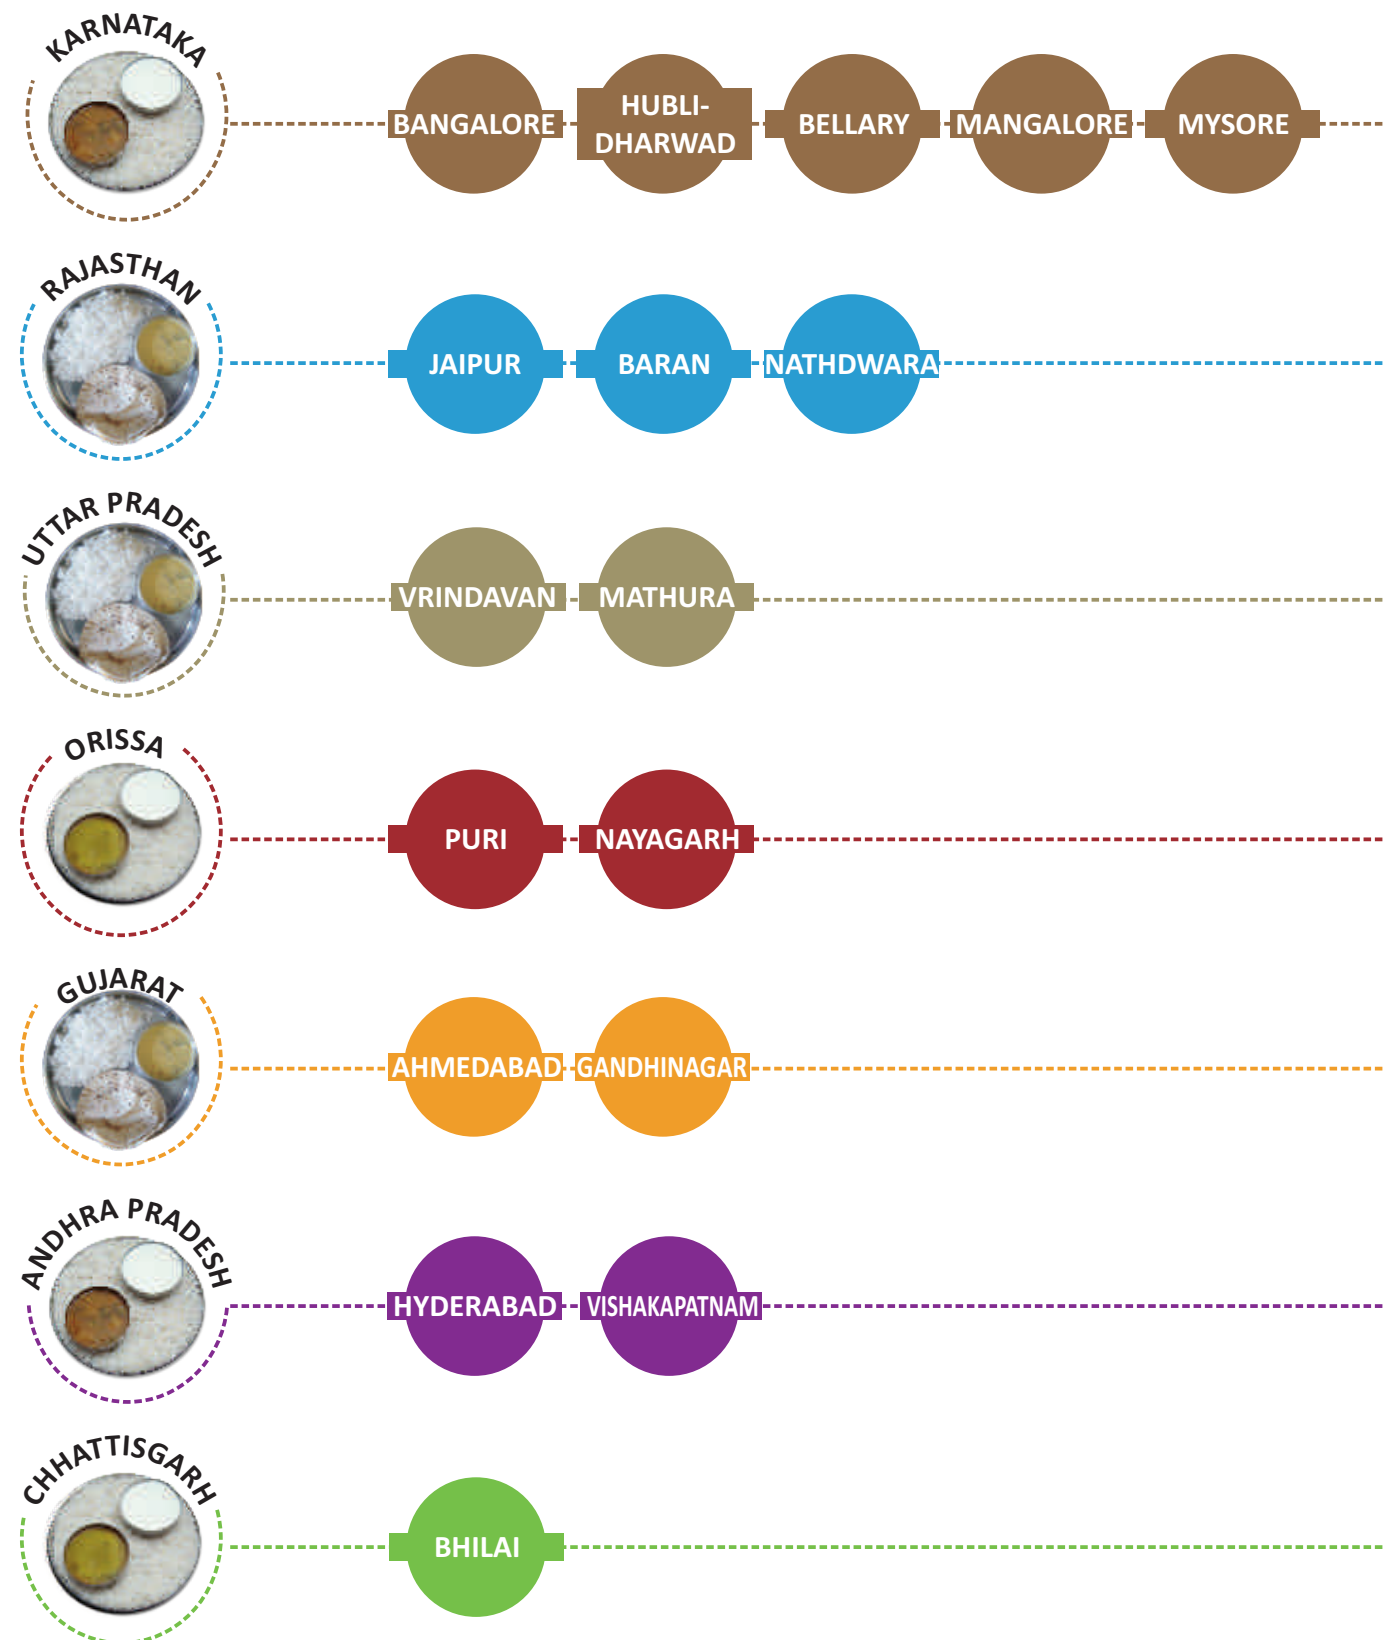 KARNATAKA
BANGALORE
HUBLI-
DHARWAD
BELLARY
MANGALORE
MYSORE
RAJASTHAN
JAIPUR
BARAN
NATHDWARA
UTTAR PRADESH
VRINDAVAN
MATHURA
ORISSA
PURI
NAYAGARH
GUJARAT
AHMEDABAD
GANDHINAGAR
ANDHRA PRADESH
HYDERABAD
VISHAKAPATNAM
CHHATTISGARH
BHILAI